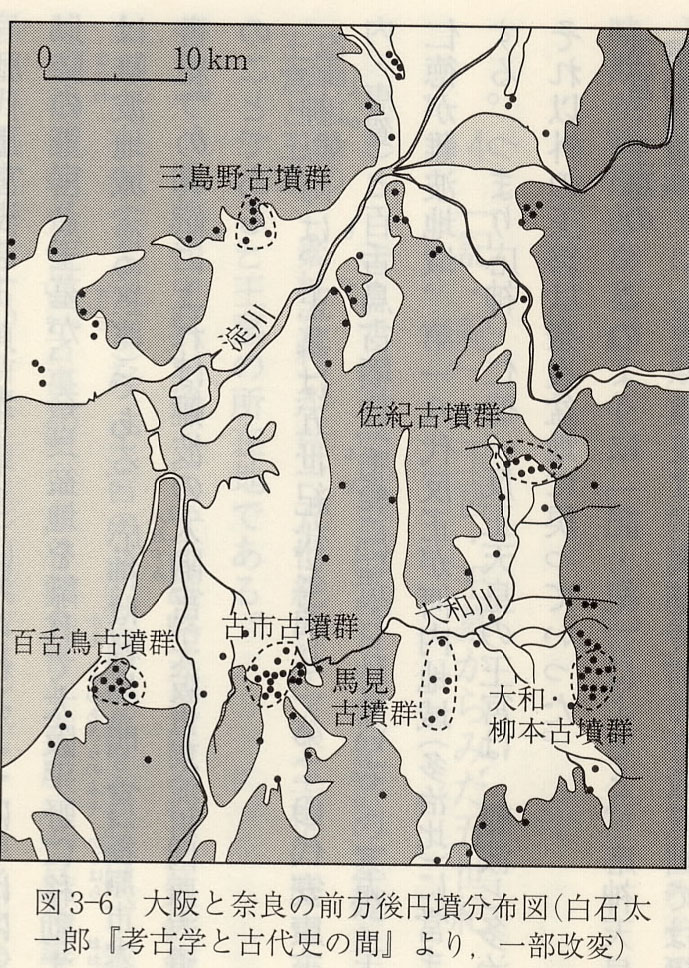 0 10 km
三島野古墳群
淀川
佐紀古墳群
大和川
百舌鳥古墳群
古市古墳群
馬見
古墳群
大和・
柳本古墳群
図3-6 大阪と奈良の前方後円墳分布図(白石太
一郎『考古学と古代史の間』より,一部改変)